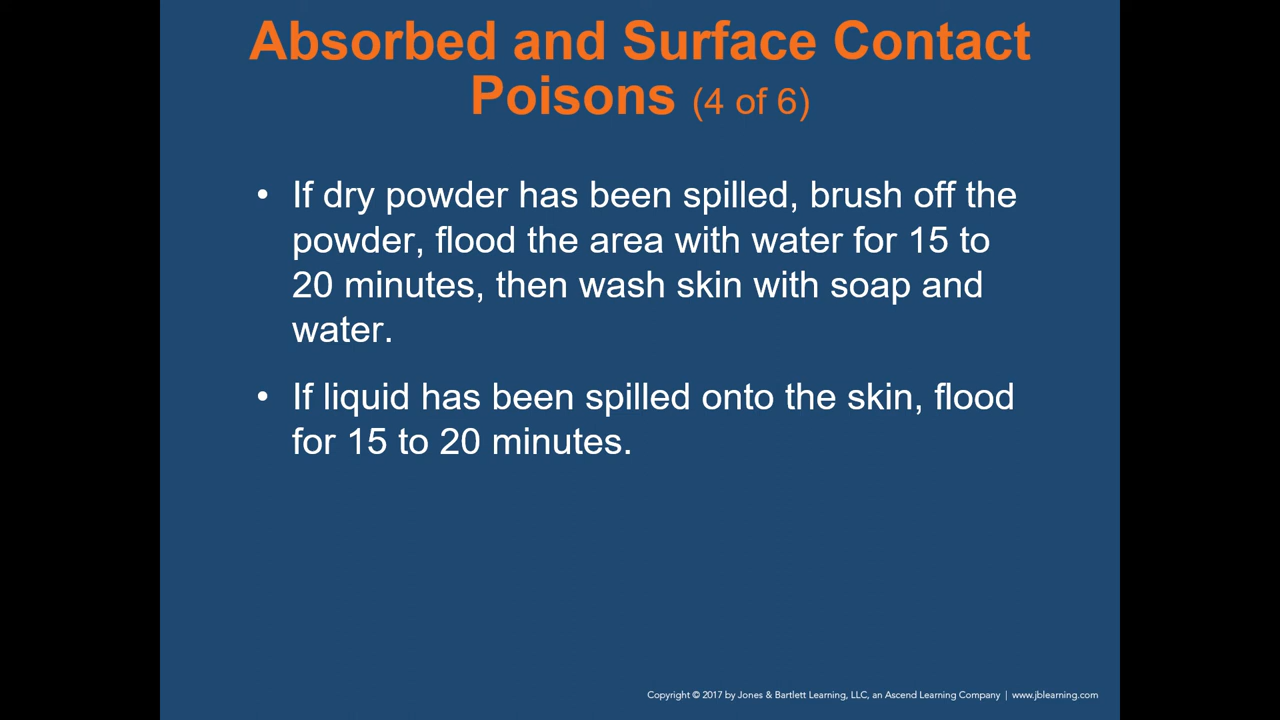 Absorbed and Surface Contact
Poisons (4 of 6)
• If dry powder has been spilled, brush off the
powder, flood the area with water for 15 to
20 minutes, then wash skin with soap and
water.
• If liquid has been spilled onto the skin, flood
for 15 to 20 minutes.
Copyright © 2017 by Jones & Bartlett Learning, LLC, an Ascend Learning Company | www.jblearning.com